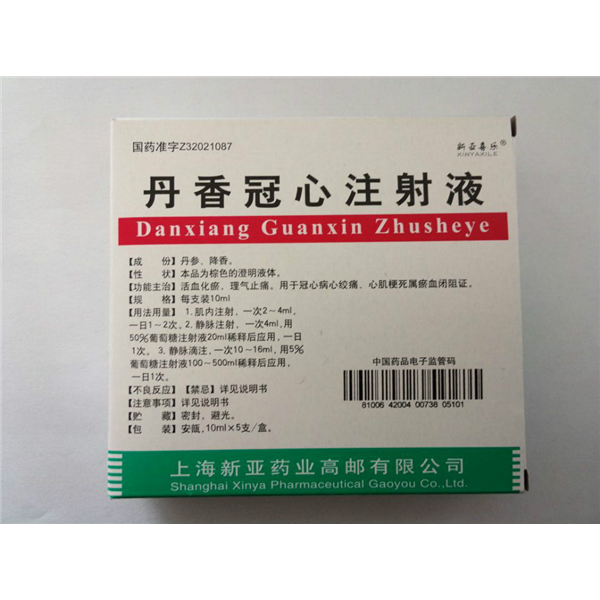 国药准字Z32021087
新亚喜乐®
XINYAXILE
丹香冠心注射液
Danxiang Guanxin Zhusheye
【成　份】丹参、降香。
【性　状】本品为棕色的澄明液体。
【功能主治】活血化瘀、理气止痛。用于冠心病心绞痛、心肌梗死属瘀血闭阻证。
【规　格】每支装10ml
【用法用量】 1.肌内注射，一次2～4ml，
一日1～2次。2.静脉注射，一次4ml，用
50%葡萄糖注射液20ml稀释后应用，一日
1次。 3.静脉滴注，一次10～16ml，用5%
葡萄糖注射液100～500ml稀释后应用，
一日1次。
【不良反应】【禁忌】详见说明书
【注意事项】详见说明书
【贮　藏】密封，避光。
【包　装】安瓿，10ml×5支/盒。
中国药品电子监管码
81006 42004 00738 05101
上海新亚药业高邮有限公司
Shanghai Xinya Pharmaceutical Gaoyou Co.,Ltd.